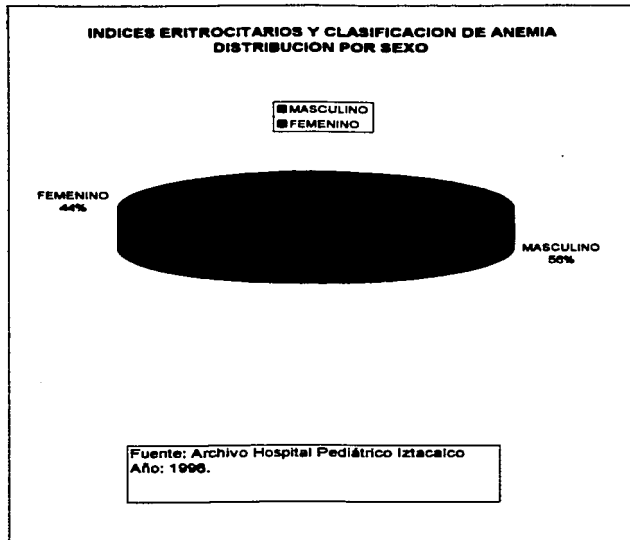 INDICES ERITROCITARIOS Y CLASIFICACION DE ANEMIA
DISTRIBUCION POR SEXO
MASCULINO
FEMENINO
FEMENINO
44%
MASCULINO
56%
Fuente: Archivo Hospital Pediátrico Iztacalco
Año: 1996.